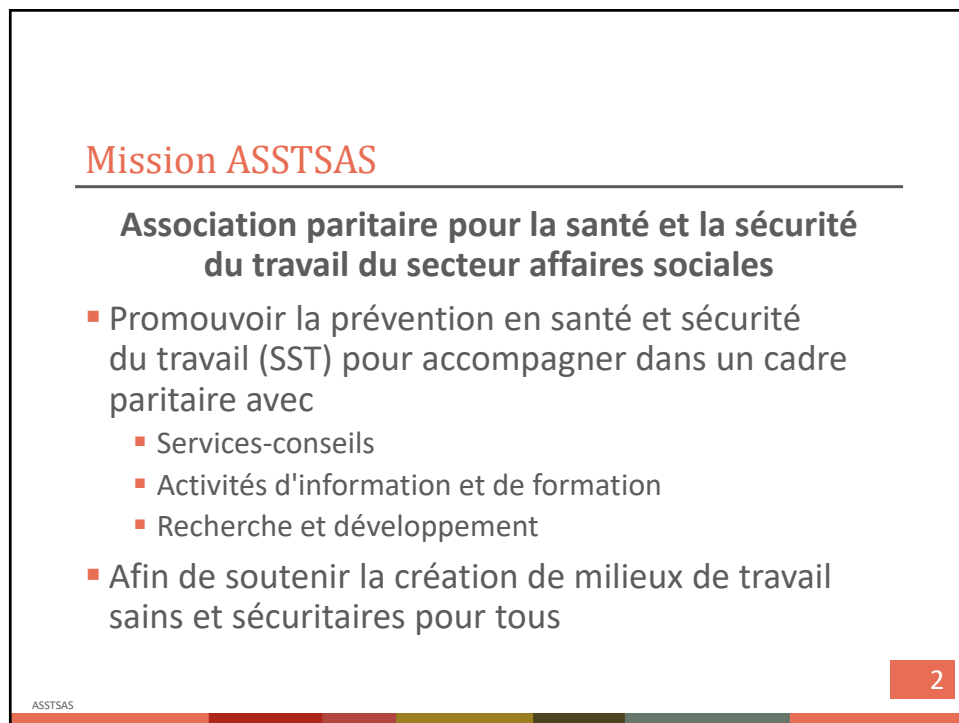 Mission ASSTSAS
Association paritaire pour la santé et la sécurité
du travail du secteur affaires sociales
▪ Promouvoir la prévention en santé et sécurité
du travail (SST) pour accompagner dans un cadre
paritaire avec
▪ Services-conseils
▪ Activités d'information et de formation
▪ Recherche et développement
▪ Afin de soutenir la création de milieux de travail
sains et sécuritaires pour tous
2
ASSTSAS